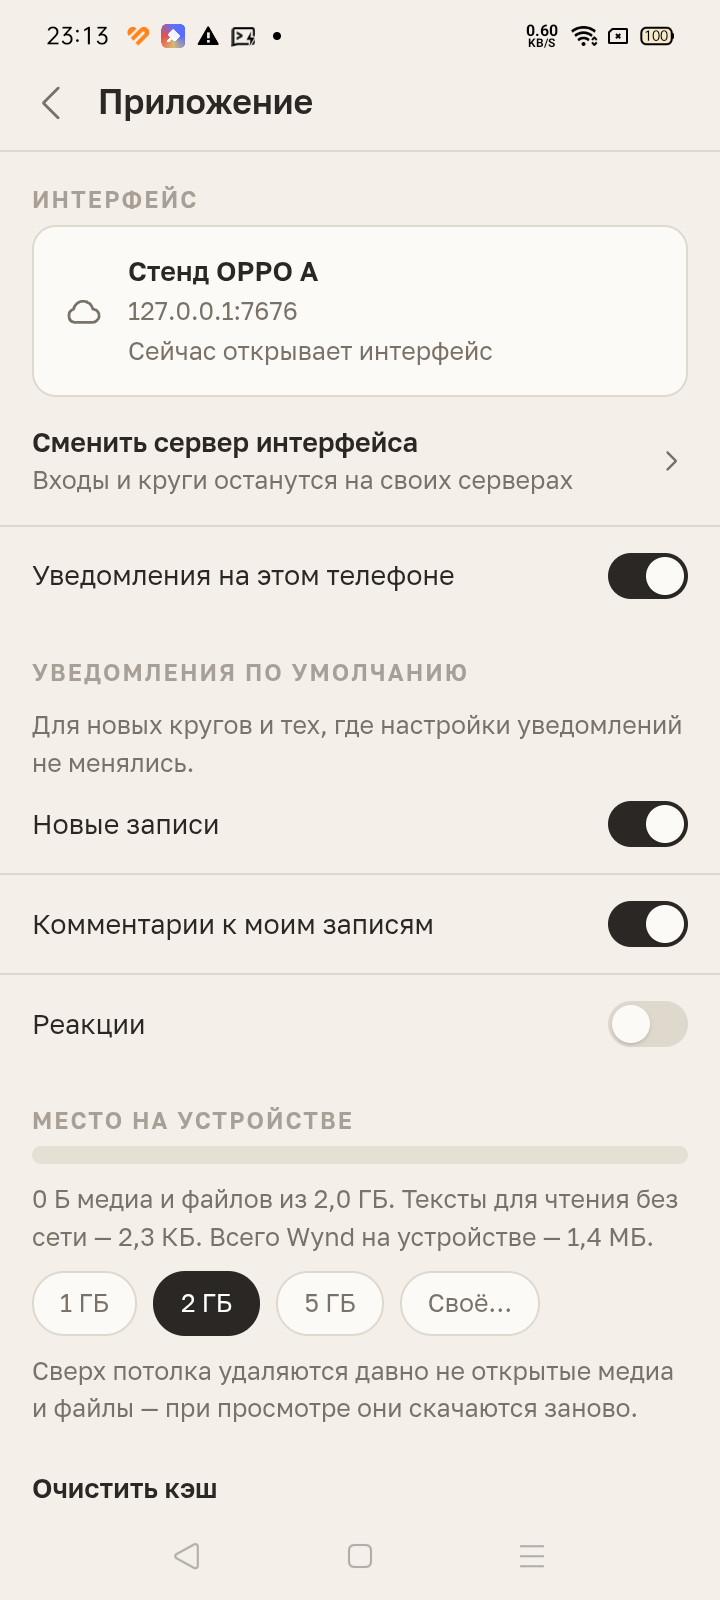 23:13
0.60
KB/S
100
Приложение
ИНТЕРФЕЙС
Стенд OPPO A
127.0.0.1:7676
Сейчас открывает интерфейс
Сменить сервер интерфейса
Входы и круги останутся на своих серверах
Уведомления на этом телефоне
УВЕДОМЛЕНИЯ ПО УМОЛЧАНИЮ
Для новых кругов и тех, где настройки уведомлений
не менялись.
Новые записи
Комментарии к моим записям
Реакции
МЕСТО НА УСТРОЙСТВЕ
0 Б медиа и файлов из 2,0 ГБ. Тексты для чтения без
сети — 2,3 КБ. Всего Wynd на устройстве — 1,4 МБ.
1 ГБ
2 ГБ
5 ГБ
Своё...
Сверх потолка удаляются давно не открытые медиа
и файлы — при просмотре они скачаются заново.
Очистить кэш